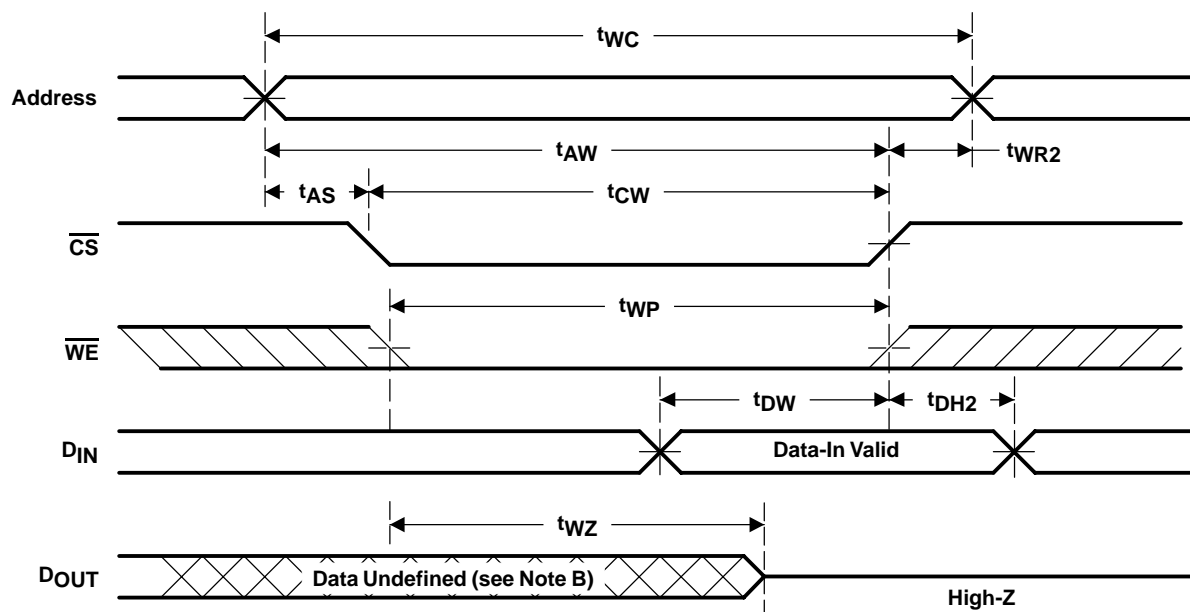 tWC
Address
tAW
tWR2
tAS
tCW
CS
tWP
WE
tDW
tDH2
DIN
Data-In Valid
tWZ
DOUT
Data Undefined (see Note B)
High-Z